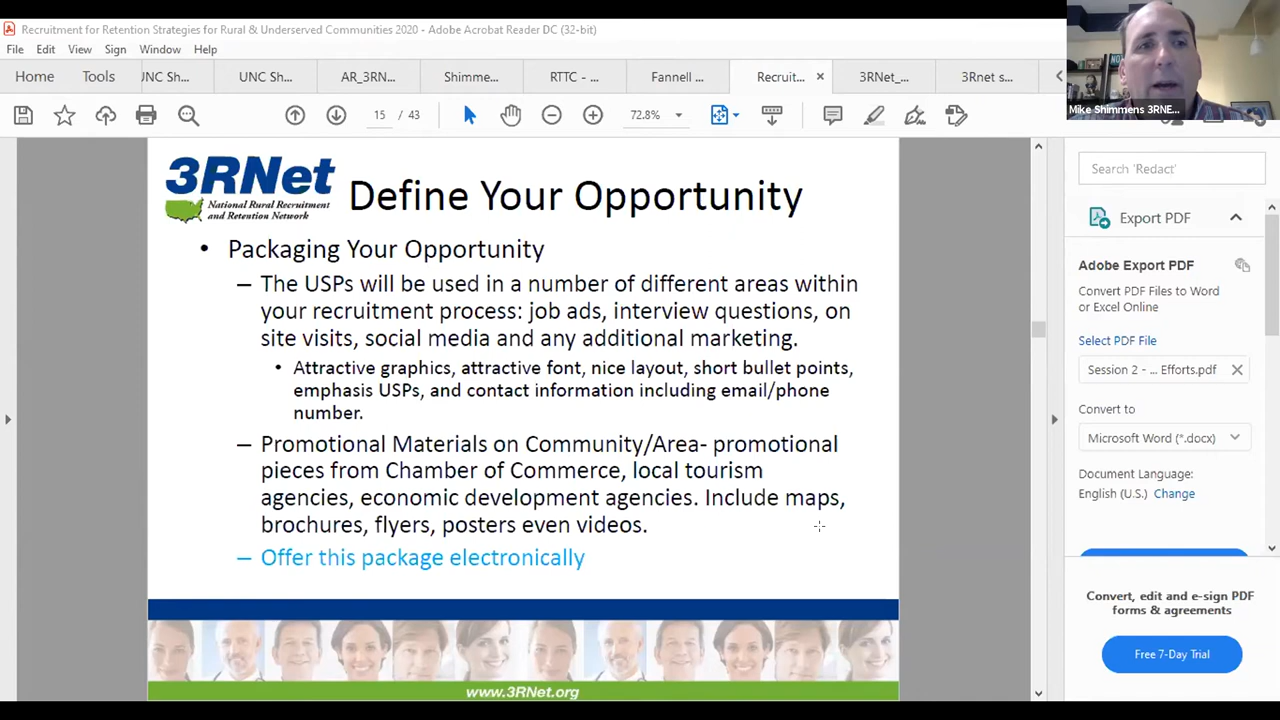 Recruitment for Retention Strategies for Rural & Underserved Communities 2020 - Adobe Acrobat Reader DC (32-bit)
File Edit View Sign Window Help
Home Tools UNC Sh... UNC Sh... AR_3RN... Shimme... RTTC - ... Fannell ... Recruit... × 3RNet_... 3Rnet s...
/ 43 72.8%
Mike Shimmens 3RNE...
3RNet
National Rural Recruitment
and Retention Network
Define Your Opportunity
• Packaging Your Opportunity
– The USPs will be used in a number of different areas within
your recruitment process: job ads, interview questions, on
site visits, social media and any additional marketing.
• Attractive graphics, attractive font, nice layout, short bullet points,
emphasis USPs, and contact information including email/phone
number.
– Promotional Materials on Community/Area- promotional
pieces from Chamber of Commerce, local tourism
agencies, economic development agencies. Include maps,
brochures, flyers, posters even videos.
– Offer this package electronically
www.3RNet.org
Search 'Redact'
Export PDF
Adobe Export PDF
Convert PDF Files to Word
or Excel Online
Select PDF File
Session 2 - ... Efforts.pdf
Convert to
Microsoft Word (*.docx)
Document Language:
English (U.S.) Change
Convert, edit and e-sign PDF
forms & agreements
Free 7-Day Trial